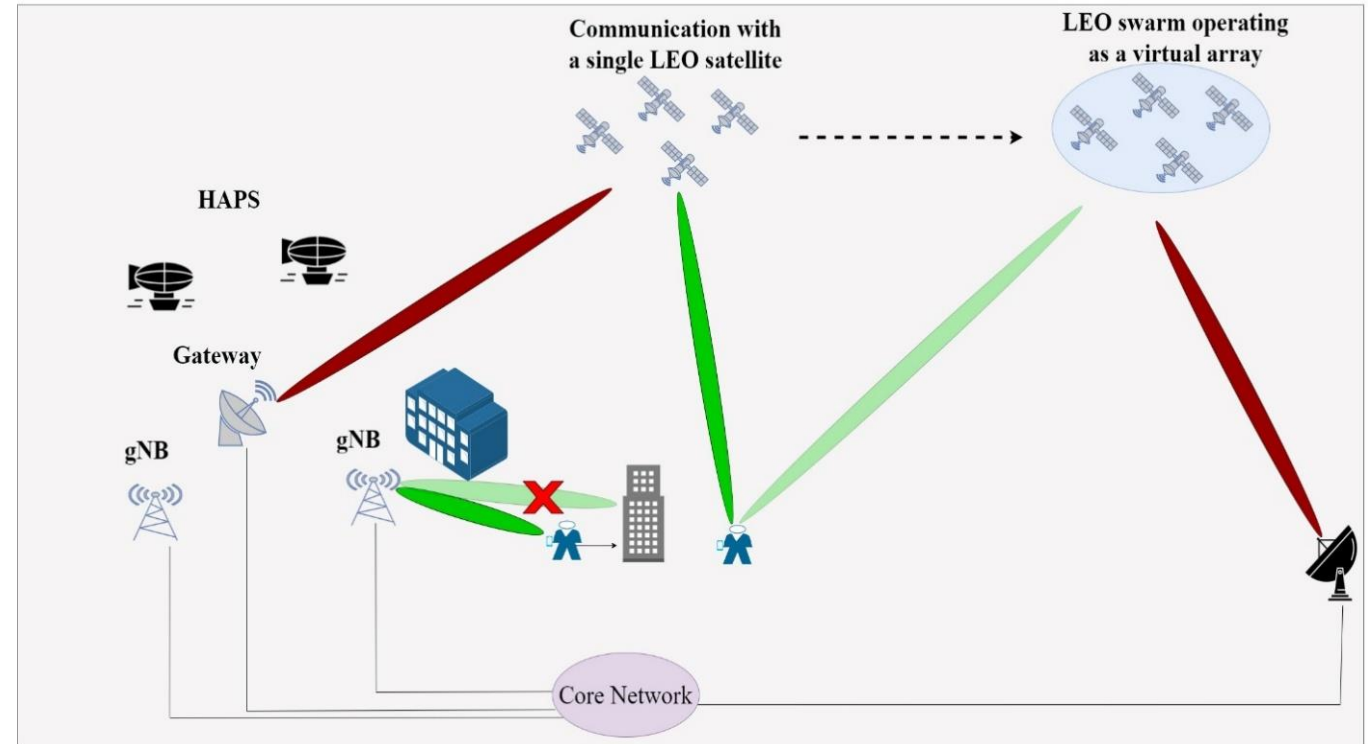 Communication with
a single LEO satellite
LEO swarm operating
as a virtual array
HAPS
Gateway
gNB
gNB
Core Network